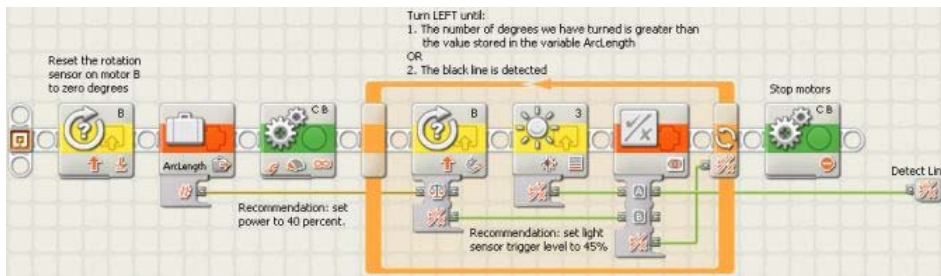 Turn LEFT until:
1. The number of degrees we have turned is greater than
the value stored in the variable ArcLength
OR
2. The black line is detected
Reset the rotation
sensor on motor B
to zero degrees
Stop motors
B
C B
B
3
C B
ArcLength
A
B
Detect Lin
Recommendation: set
power to 40 percent.
Recommendation: set light
sensor trigger level to 45%